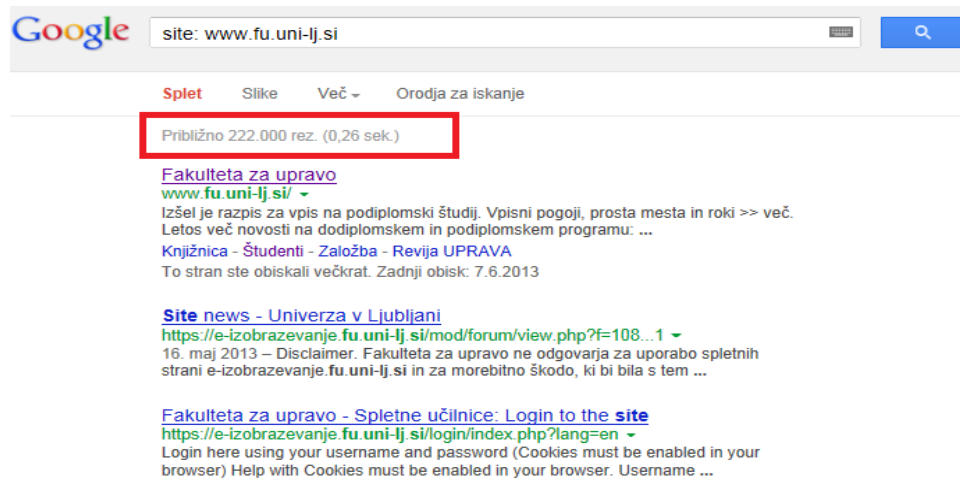 Google site: www.fu.uni-lj.si
Splet Slike Več Orodja za iskanje
Približno 222.000 rez. (0,26 sek.)
Fakulteta za upravo
www.fu.uni-lj.si/
Izšel je razpis za vpis na podiplomski študij. Vpisni pogoji, prosta mesta in roki >> več.
Letos več novosti na dodiplomskem in podiplomskem programu: ...
Knjižnica - Študenti - Založba - Revija UPRAVA
To stran ste obiskali večkrat. Zadnji obisk: 7.6.2013
Site news - Univerza v Ljubljani
https://e-izobrazevanje.fu.uni-lj.si/mod/forum/view.php?f=108...1
16. maj 2013 – Disclaimer. Fakulteta za upravo ne odgovarja za uporabo spletnih
strani e-izobrazevanje.fu.uni-lj.si in za morebitno škodo, ki bi bila s tem ...
Fakulteta za upravo - Spletne učilnice: Login to the site
https://e-izobrazevanje.fu.uni-lj.si/login/index.php?lang=en
Login here using your username and password (Cookies must be enabled in your
browser) Help with Cookies must be enabled in your browser. Username ...